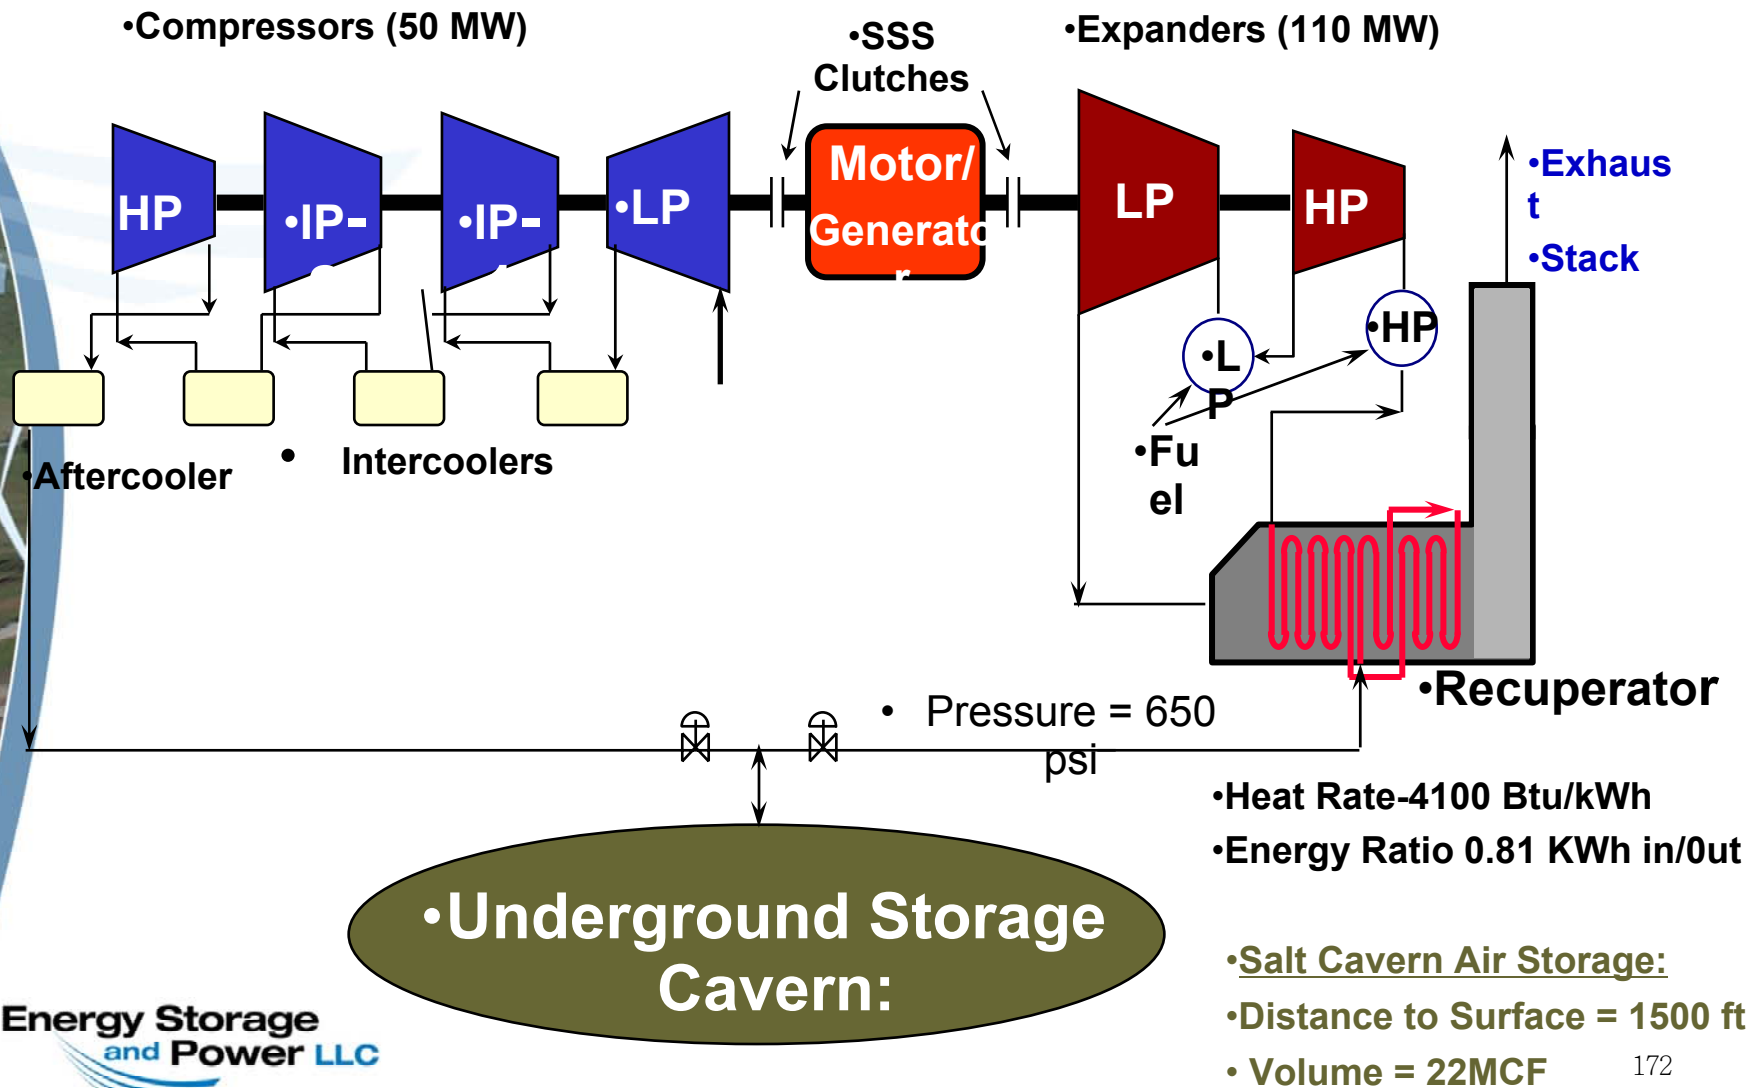 •Compressors (50 MW)
•SSS
Clutches
•Expanders (110 MW)
HP
•IP-
•IP-
•LP
Motor/
Generato
r
LP
HP
•Exhaus
t
•Stack
•L
P
•HP
•Fu
el
•Aftercooler
• Intercoolers
•Recuperator
• Pressure = 650
psi
•Heat Rate-4100 Btu/kWh
•Energy Ratio 0.81 KWh in/0ut
•Underground Storage
Cavern:
•Salt Cavern Air Storage:
•Distance to Surface = 1500 ft
• Volume = 22MCF
172
Energy Storage
and Power LLC